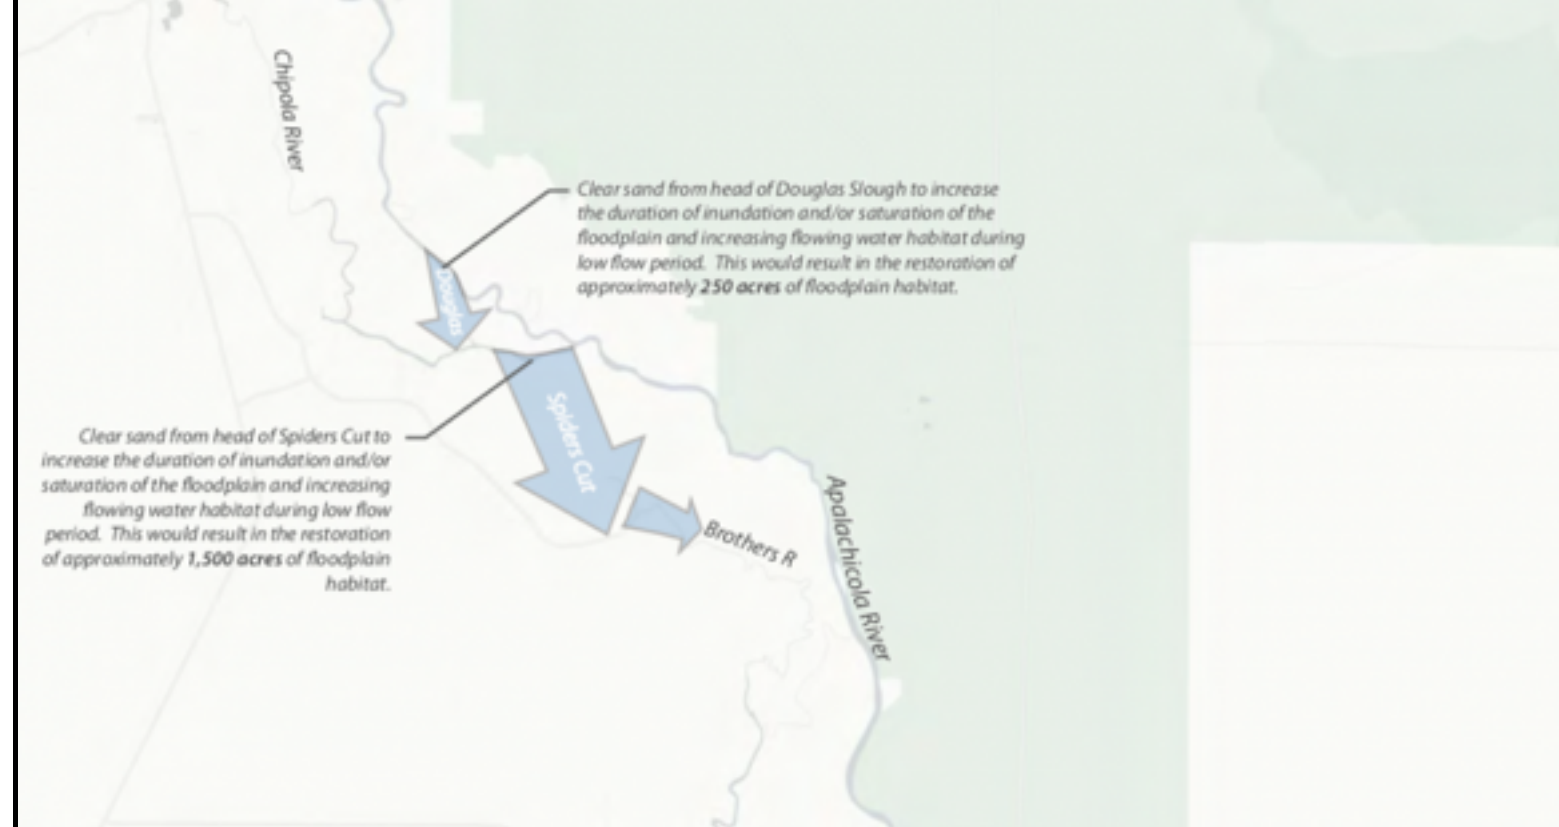 Chipola River
Clear sand from head of Douglas Slough to increase
the duration of inundation and/or saturation of the
floodplain and increasing flowing water habitat during
low flow period. This would result in the restoration of
approximately 250 acres of floodplain habitat.
Douglas
Spiders Cut
Clear sand from head of Spiders Cut to
increase the duration of inundation and/or
saturation of the floodplain and increasing
flowing water habitat during low flow
period. This would result in the restoration
of approximately 1,500 acres of floodplain
habitat.
Brothers R
Apalachicola River